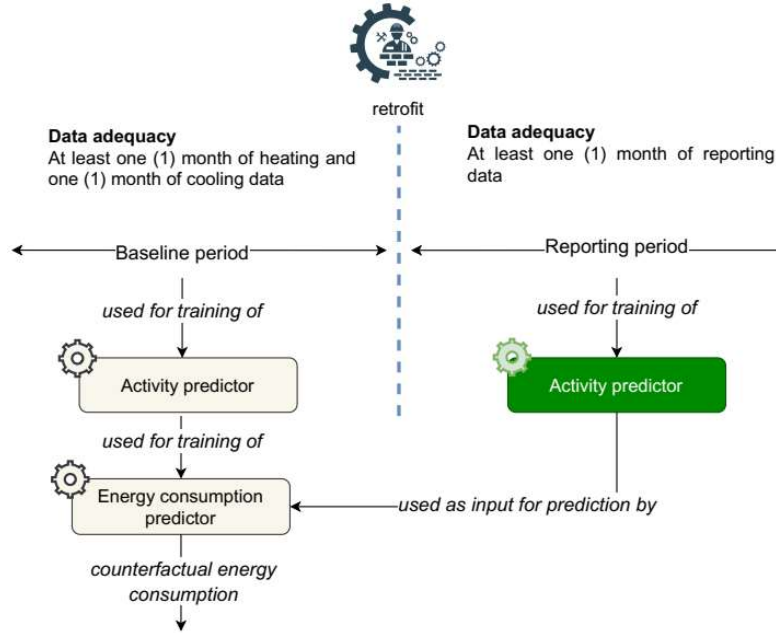 retrofit
Data adequacy
At least one (1) month of heating and
one (1) month of cooling data
Data adequacy
At least one (1) month of reporting
data
Baseline period
Reporting period
used for training of
used for training of
Activity predictor
Activity predictor
used for training of
Energy consumption
predictor
used as input for prediction by
counterfactual energy
consumption